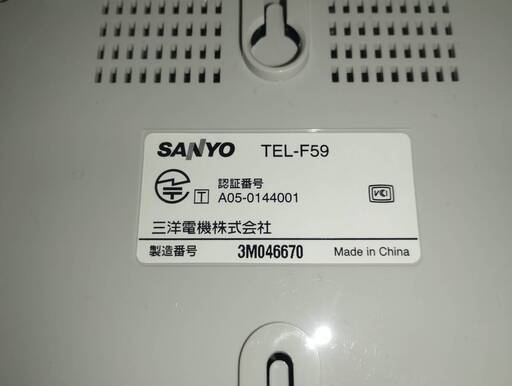 SANYO TEL-F59
認証番号
T A05-0144001
VCI
三洋電機株式会社
製造番号 3M046670 Made in China